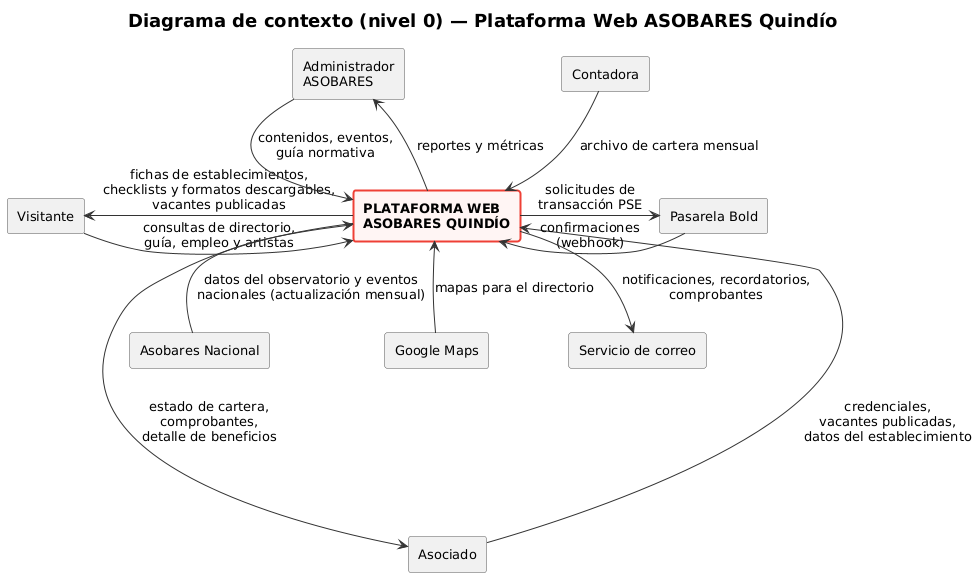 Diagrama de contexto (nivel 0) — Plataforma Web ASOBARES Quindío
Administrador
ASOBARES
Contadora
contenidos, eventos,
guía normativa
reportes y métricas
archivo de cartera mensual
fichas de establecimientos,
checklists y formatos descargables,
vacantes publicadas
solicitudes de
transacción PSE
Visitante
PLATAFORMA WEB
ASOBARES QUINDÍO
Pasarela Bold
consultas de directorio,
guía, empleo y artistas
confirmaciones
(webhook)
datos del observatorio y eventos
nacionales (actualización mensual)
mapas para el directorio
notificaciones, recordatorios,
comprobantes
Asobares Nacional
Google Maps
Servicio de correo
estado de cartera,
comprobantes,
detalle de beneficios
credenciales,
vacantes publicadas,
datos del establecimiento
Asociado